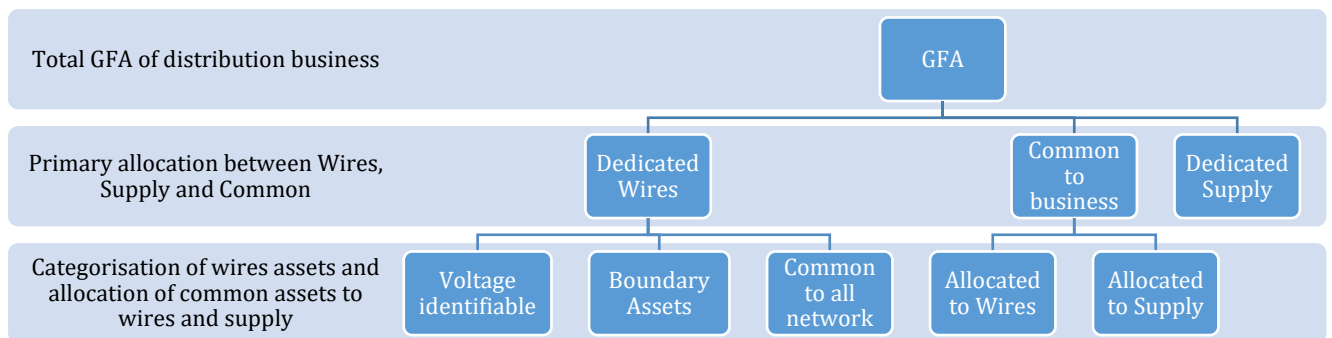 Total GFA of distribution business
GFA
Primary allocation between Wires,
Supply and Common
Dedicated
Wires
Common
to
business
Dedicated
Supply
Categorisation of wires assets and
allocation of common assets to
wires and supply
Voltage
identifiable
Boundary
Assets
Common
to all
network
Allocated
to Wires
Allocated
to Supply